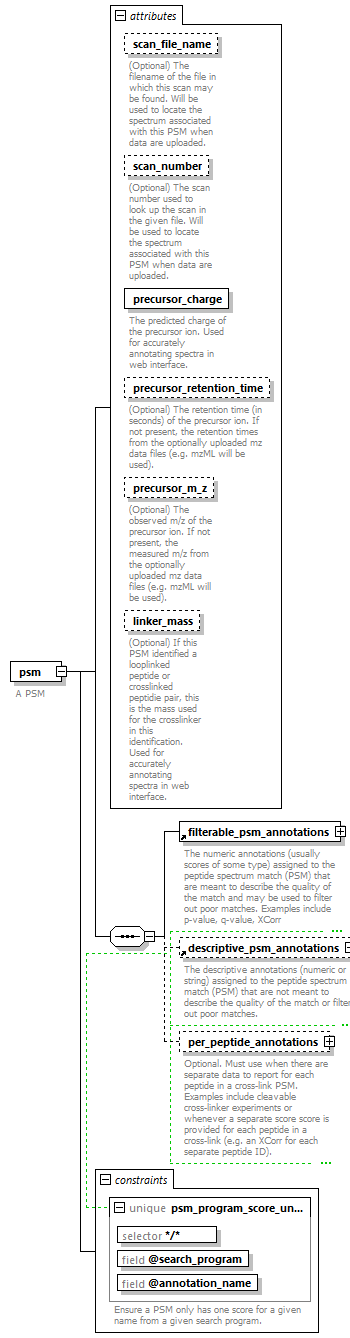 attributes
scan_file_name
(Optional) The
filename of the file in
which this scan may
be found. Will be
used to locate the
spectrum associated
with this PSM when
data are uploaded.
scan_number
(Optional) The scan
number used to
look up the scan in
the given file. Will
be used to locate
the spectrum
associated with this
PSM when data are
uploaded.
precursor_charge
The predicted charge of
the precursor ion. Used
for accurately
annotating spectra in
web interface.
precursor_retention_time
(Optional) The retention time (in
seconds) of the precursor ion. If
not present, the retention times
from the optionally uploaded mz
data files (e.g. mzML will be
used).
precursor_m_z
(Optional) The
observed m/z of the
precursor ion. If not
present, the
measured m/z from
the optionally
uploaded mz data
files (e.g. mzML will
be used).
linker_mass
(Optional) If this
PSM identified a
looplinked
peptide or
crosslinked
peptidie pair, this
is the mass used
for the crosslinker
in this
identification.
Used for
accurately
annotating
spectra in web
interface.
psm
A PSM
filterable_psm_annotations
The numeric annotations (usually
scores of some type) assigned to the
peptide spectrum match (PSM) that
are meant to describe the quality of
the match and may be used to filter
out poor matches. Examples include
p-value, q-value, XCorr
descriptive_psm_annotations
The descriptive annotations (numeric or
string) assigned to the peptide spectrum
match (PSM) that are not meant to
describe the quality of the match or filter
out poor matches.
per_peptide_annotations
Optional. Must use when there are
separate data to report for each
peptide in a cross-link PSM.
Examples include cleavable
cross-linker experiments or
whenever a separate score score is
provided for each peptide in a
cross-link (e.g. an XCorr for each
separate peptide ID).
constraints
unique psm_program_score_un...
selector */*
field @search_program
field @annotation_name
Ensure a PSM only has one score for a given
name from a given search program.